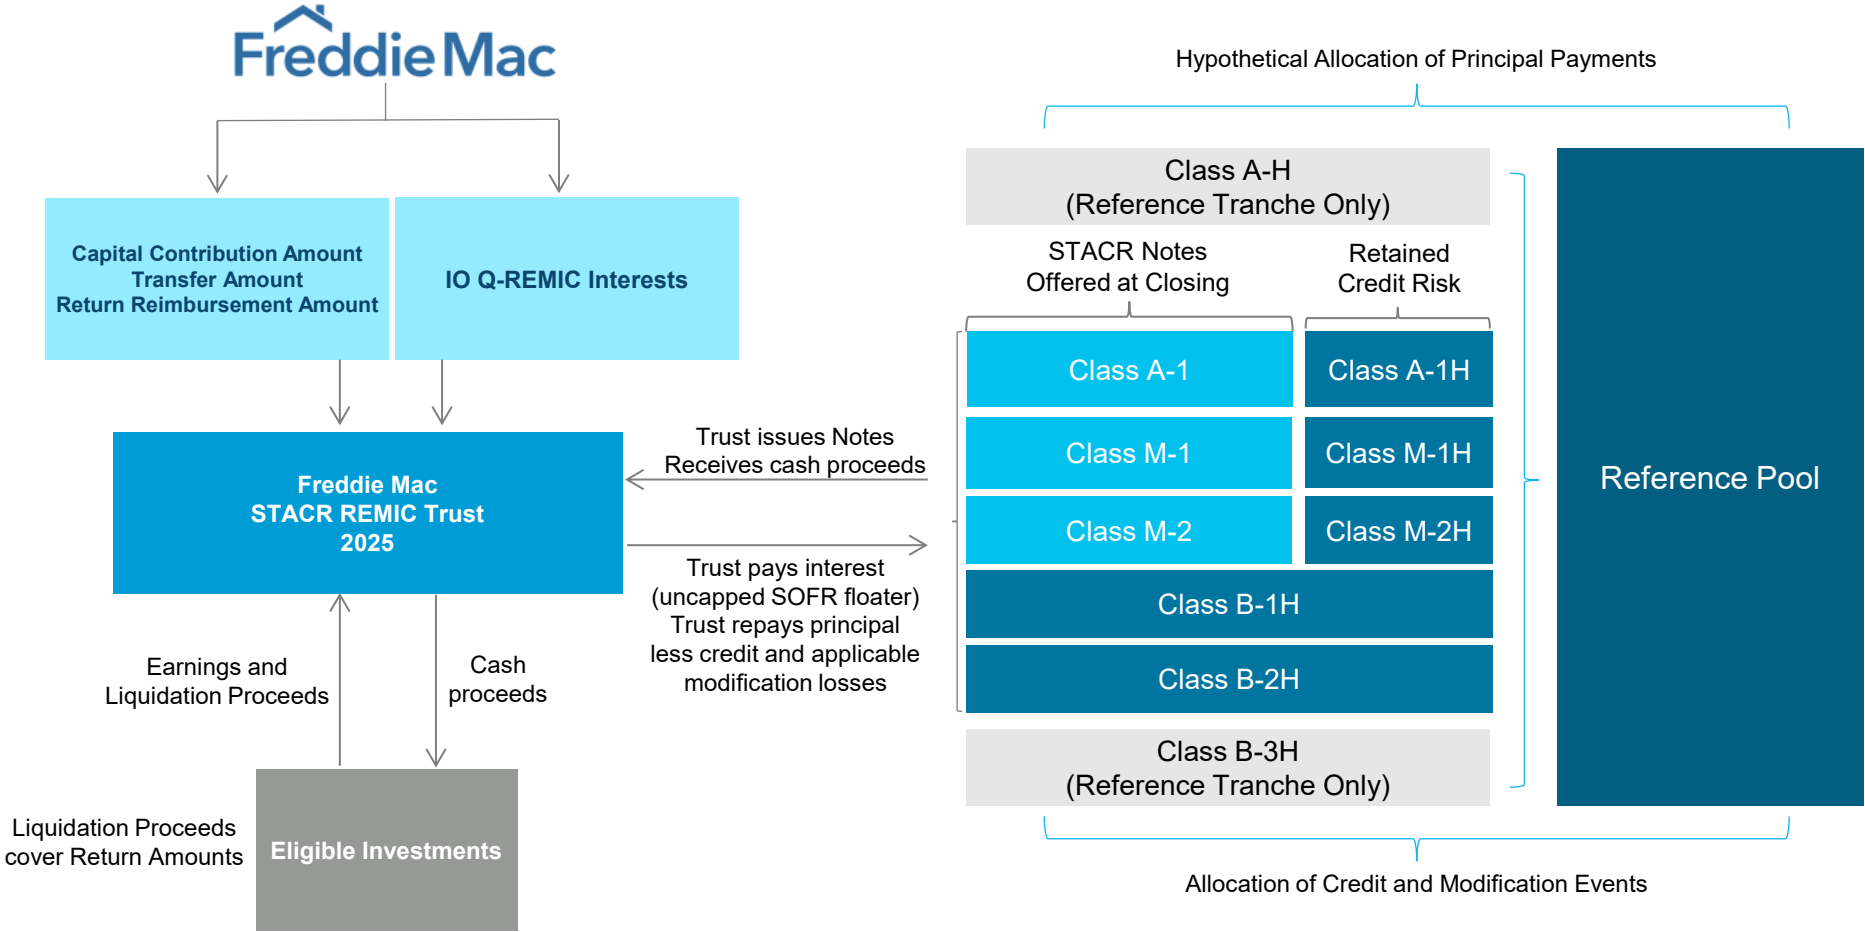 Freddie Mac
Capital Contribution Amount
Transfer Amount
Return Reimbursement Amount
IO Q-REMIC Interests
Freddie Mac
STACR REMIC Trust
2025
Earnings and
Liquidation Proceeds
Cash
proceeds
Liquidation Proceeds
cover Return Amounts
Eligible Investments
Trust issues Notes
Receives cash proceeds
Trust pays interest
(uncapped SOFR floater)
Trust repays principal
less credit and applicable
modification losses
Hypothetical Allocation of Principal Payments
Class A-H
(Reference Tranche Only)
STACR Notes
Offered at Closing
Retained
Credit Risk
Class A-1
Class A-1H
Class M-1
Class M-1H
Class M-2
Class M-2H
Class B-1H
Class B-2H
Class B-3H
(Reference Tranche Only)
Reference Pool
Allocation of Credit and Modification Events